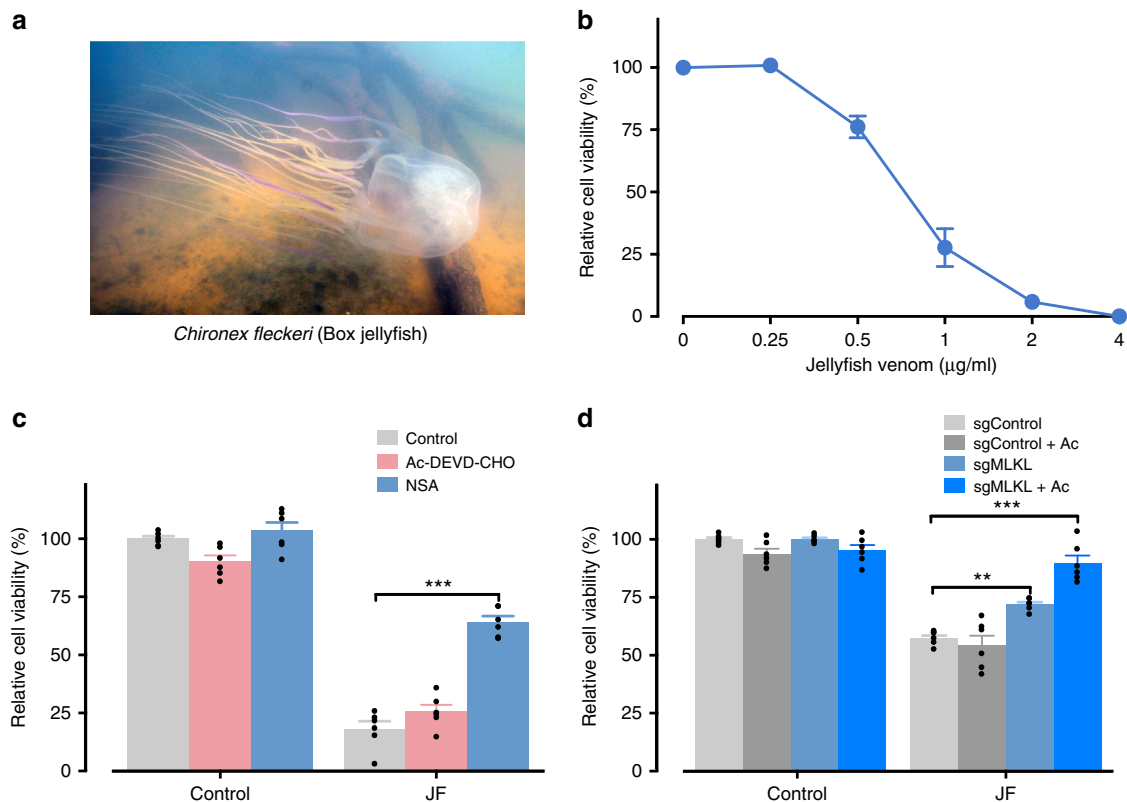 a
Chironex fleckeri (Box jellyfish)
b
Relative cell viability (%)
100
75
50
25
0
0 0.25 0.5 1 2 4
Jellyfish venom (μg/ml)
c
Control
Ac-DEVD-CHO
NSA
Relative cell viability (%)
100
75
50
25
0
***
Control JF
d
sgControl
sgControl + Ac
sgMLKL
sgMLKL + Ac
Relative cell viability (%)
100
75
50
25
0
***
**
Control JF